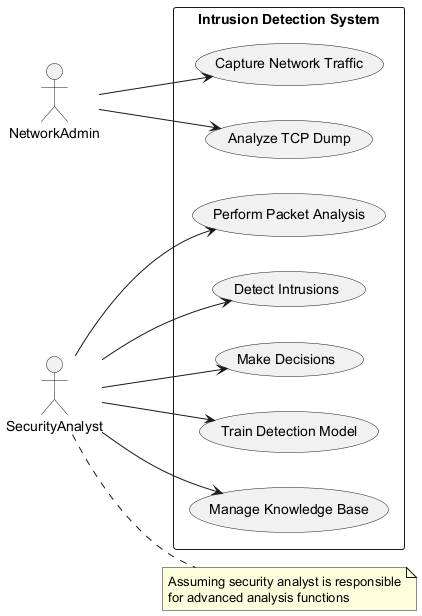 Intrusion Detection System
Capture Network Traffic
NetworkAdmin
Analyze TCP Dump
Perform Packet Analysis
Detect Intrusions
Make Decisions
SecurityAnalyst
Train Detection Model
Manage Knowledge Base
Assuming security analyst is responsible
for advanced analysis functions